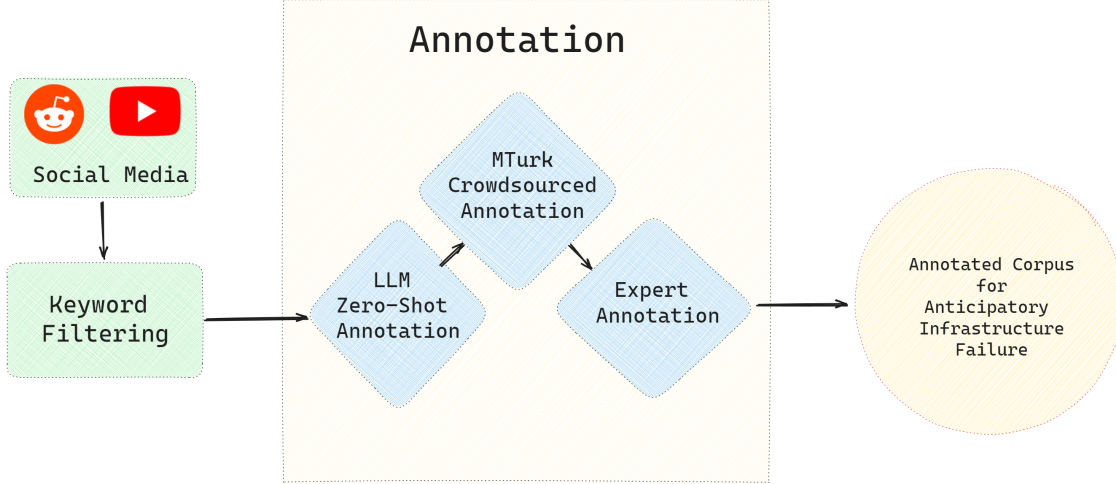 Annotation
Social Media
Keyword
Filtering
LLM
Zero-Shot
Annotation
MTurk
Crowdsourced
Annotation
Expert
Annotation
Annotated Corpus
for
Anticipatory
Infrastructure
Failure